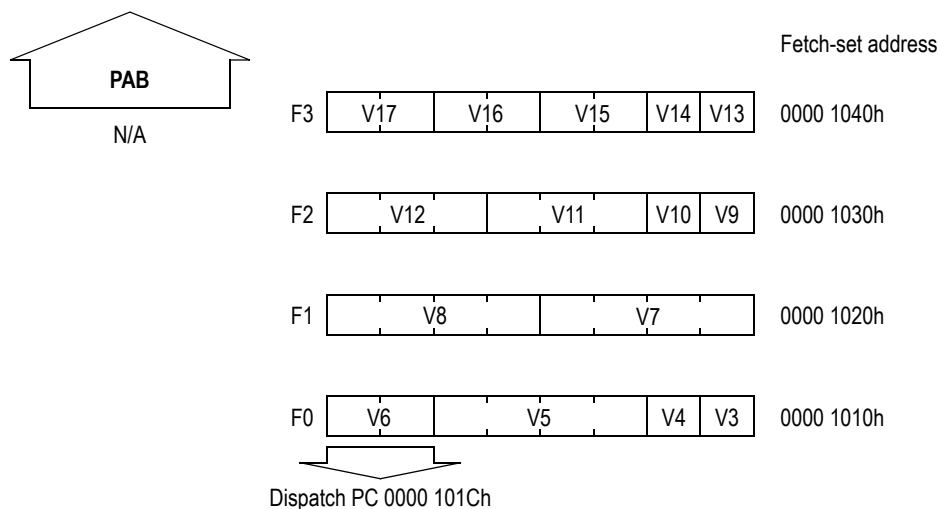 Fetch-set address
PAB
N/A
F3 V17 V16 V15 V14 V13 0000 1040h
F2 V12 V11 V10 V9 0000 1030h
F1 V8 V7 0000 1020h
F0 V6 V5 V4 V3 0000 1010h
Dispatch PC 0000 101Ch